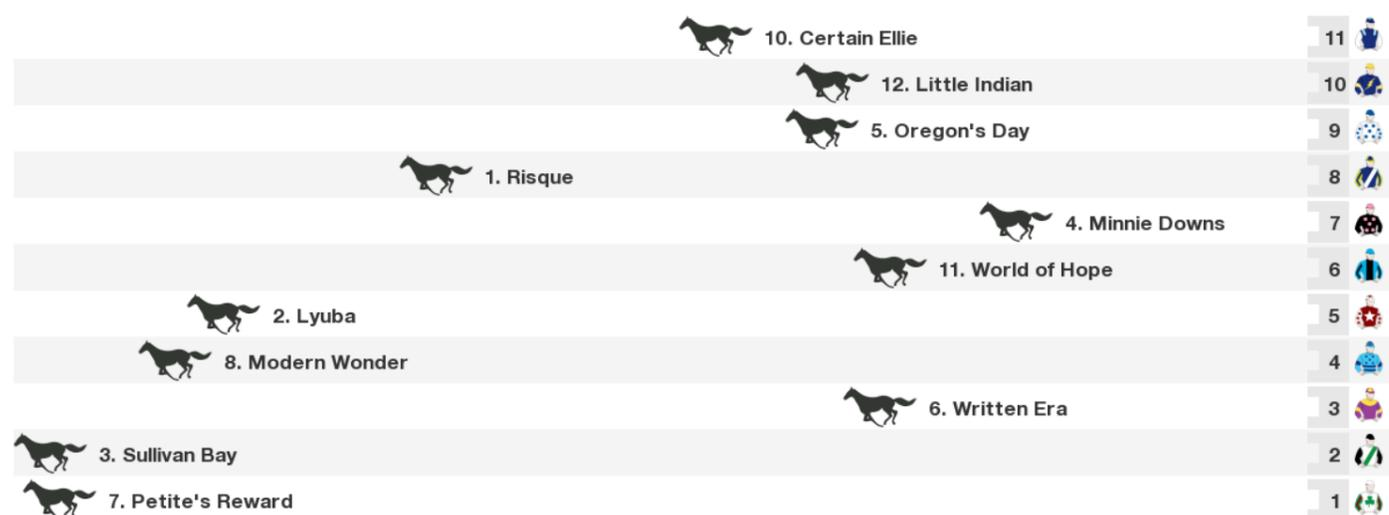 10. Certain Ellie 11
12. Little Indian 10
5. Oregon's Day 9
1. Risque 8
4. Minnie Downs 7
11. World of Hope 6
2. Lyuba 5
8. Modern Wonder 4
6. Written Era 3
3. Sullivan Bay 2
7. Petite's Reward 1